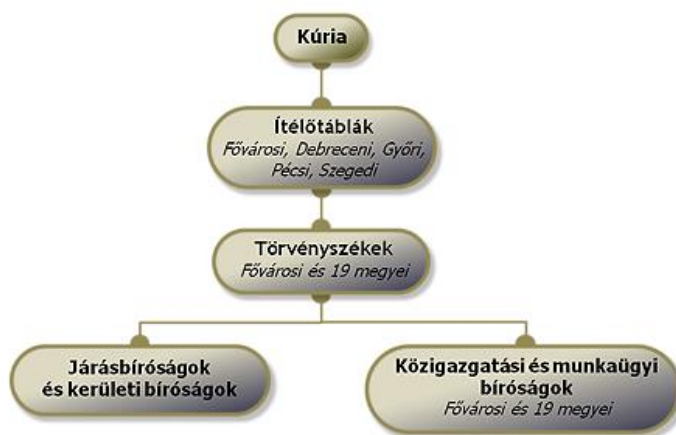 Kúria
Ítélőtáblák
Fővárosi, Debreceni, Győri,
Pécsi, Szegedi
Törvényszékek
Fővárosi és 19 megyei
Járásbíróságok
és kerületi bíróságok
Közigazgatási és munkaügyi
bíróságok
Fővárosi és 19 megyei